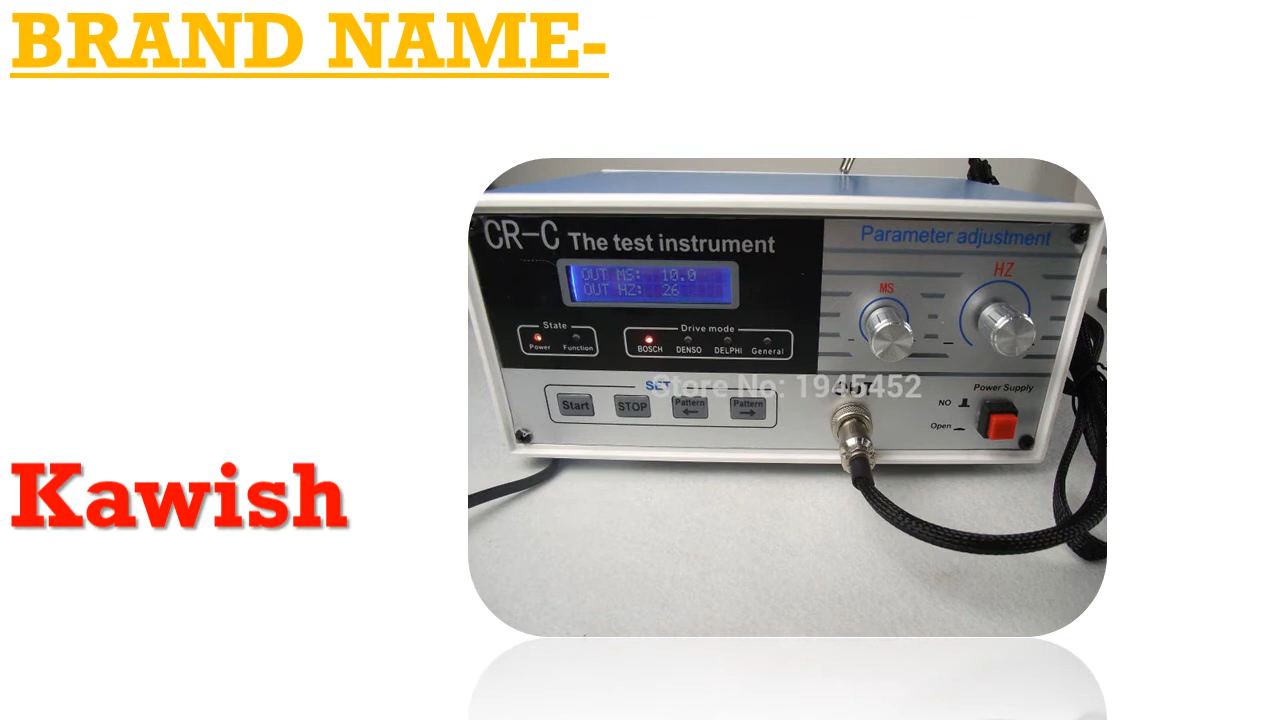 BRAND NAME-
CR-C The test instrument
Parameter adjustment
OUT MS: 10.0
OUT HZ: 26
MS
HZ
State
Power Function
Drive mode
BOSCH DENSO DELPHI General
SET
Start STOP Pattern Pattern
Store No: 1945452
OUT
Power Supply
NO
Open
Kawish